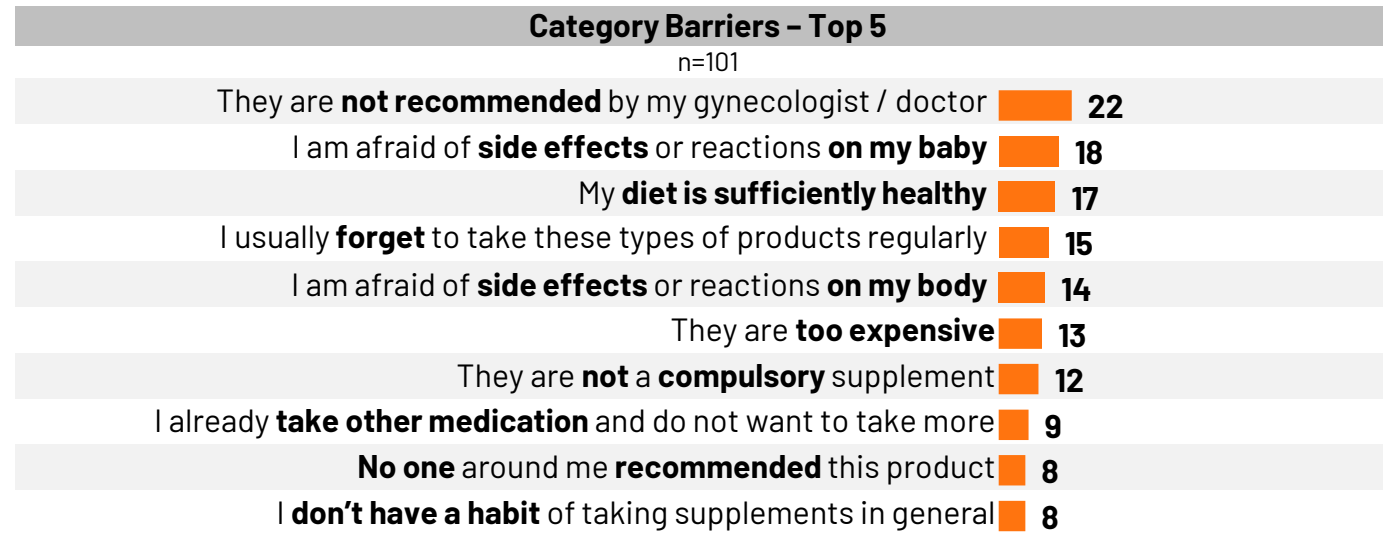 Category Barriers – Top 5
n=101
They are not recommended by my gynecologist / doctor 22
I am afraid of side effects or reactions on my baby 18
My diet is sufficiently healthy 17
I usually forget to take these types of products regularly 15
I am afraid of side effects or reactions on my body 14
They are too expensive 13
They are not a compulsory supplement 12
I already take other medication and do not want to take more 9
No one around me recommended this product 8
I don’t have a habit of taking supplements in general 8